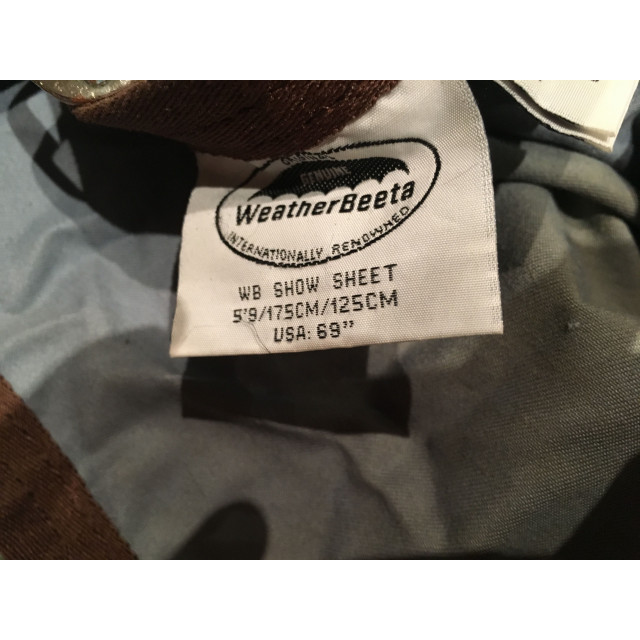 GENUINE
WeatherBeeta
INTERNATIONALLY RENOWNED
WB SHOW SHEET
5'9/175CM/125CM
USA: 69"